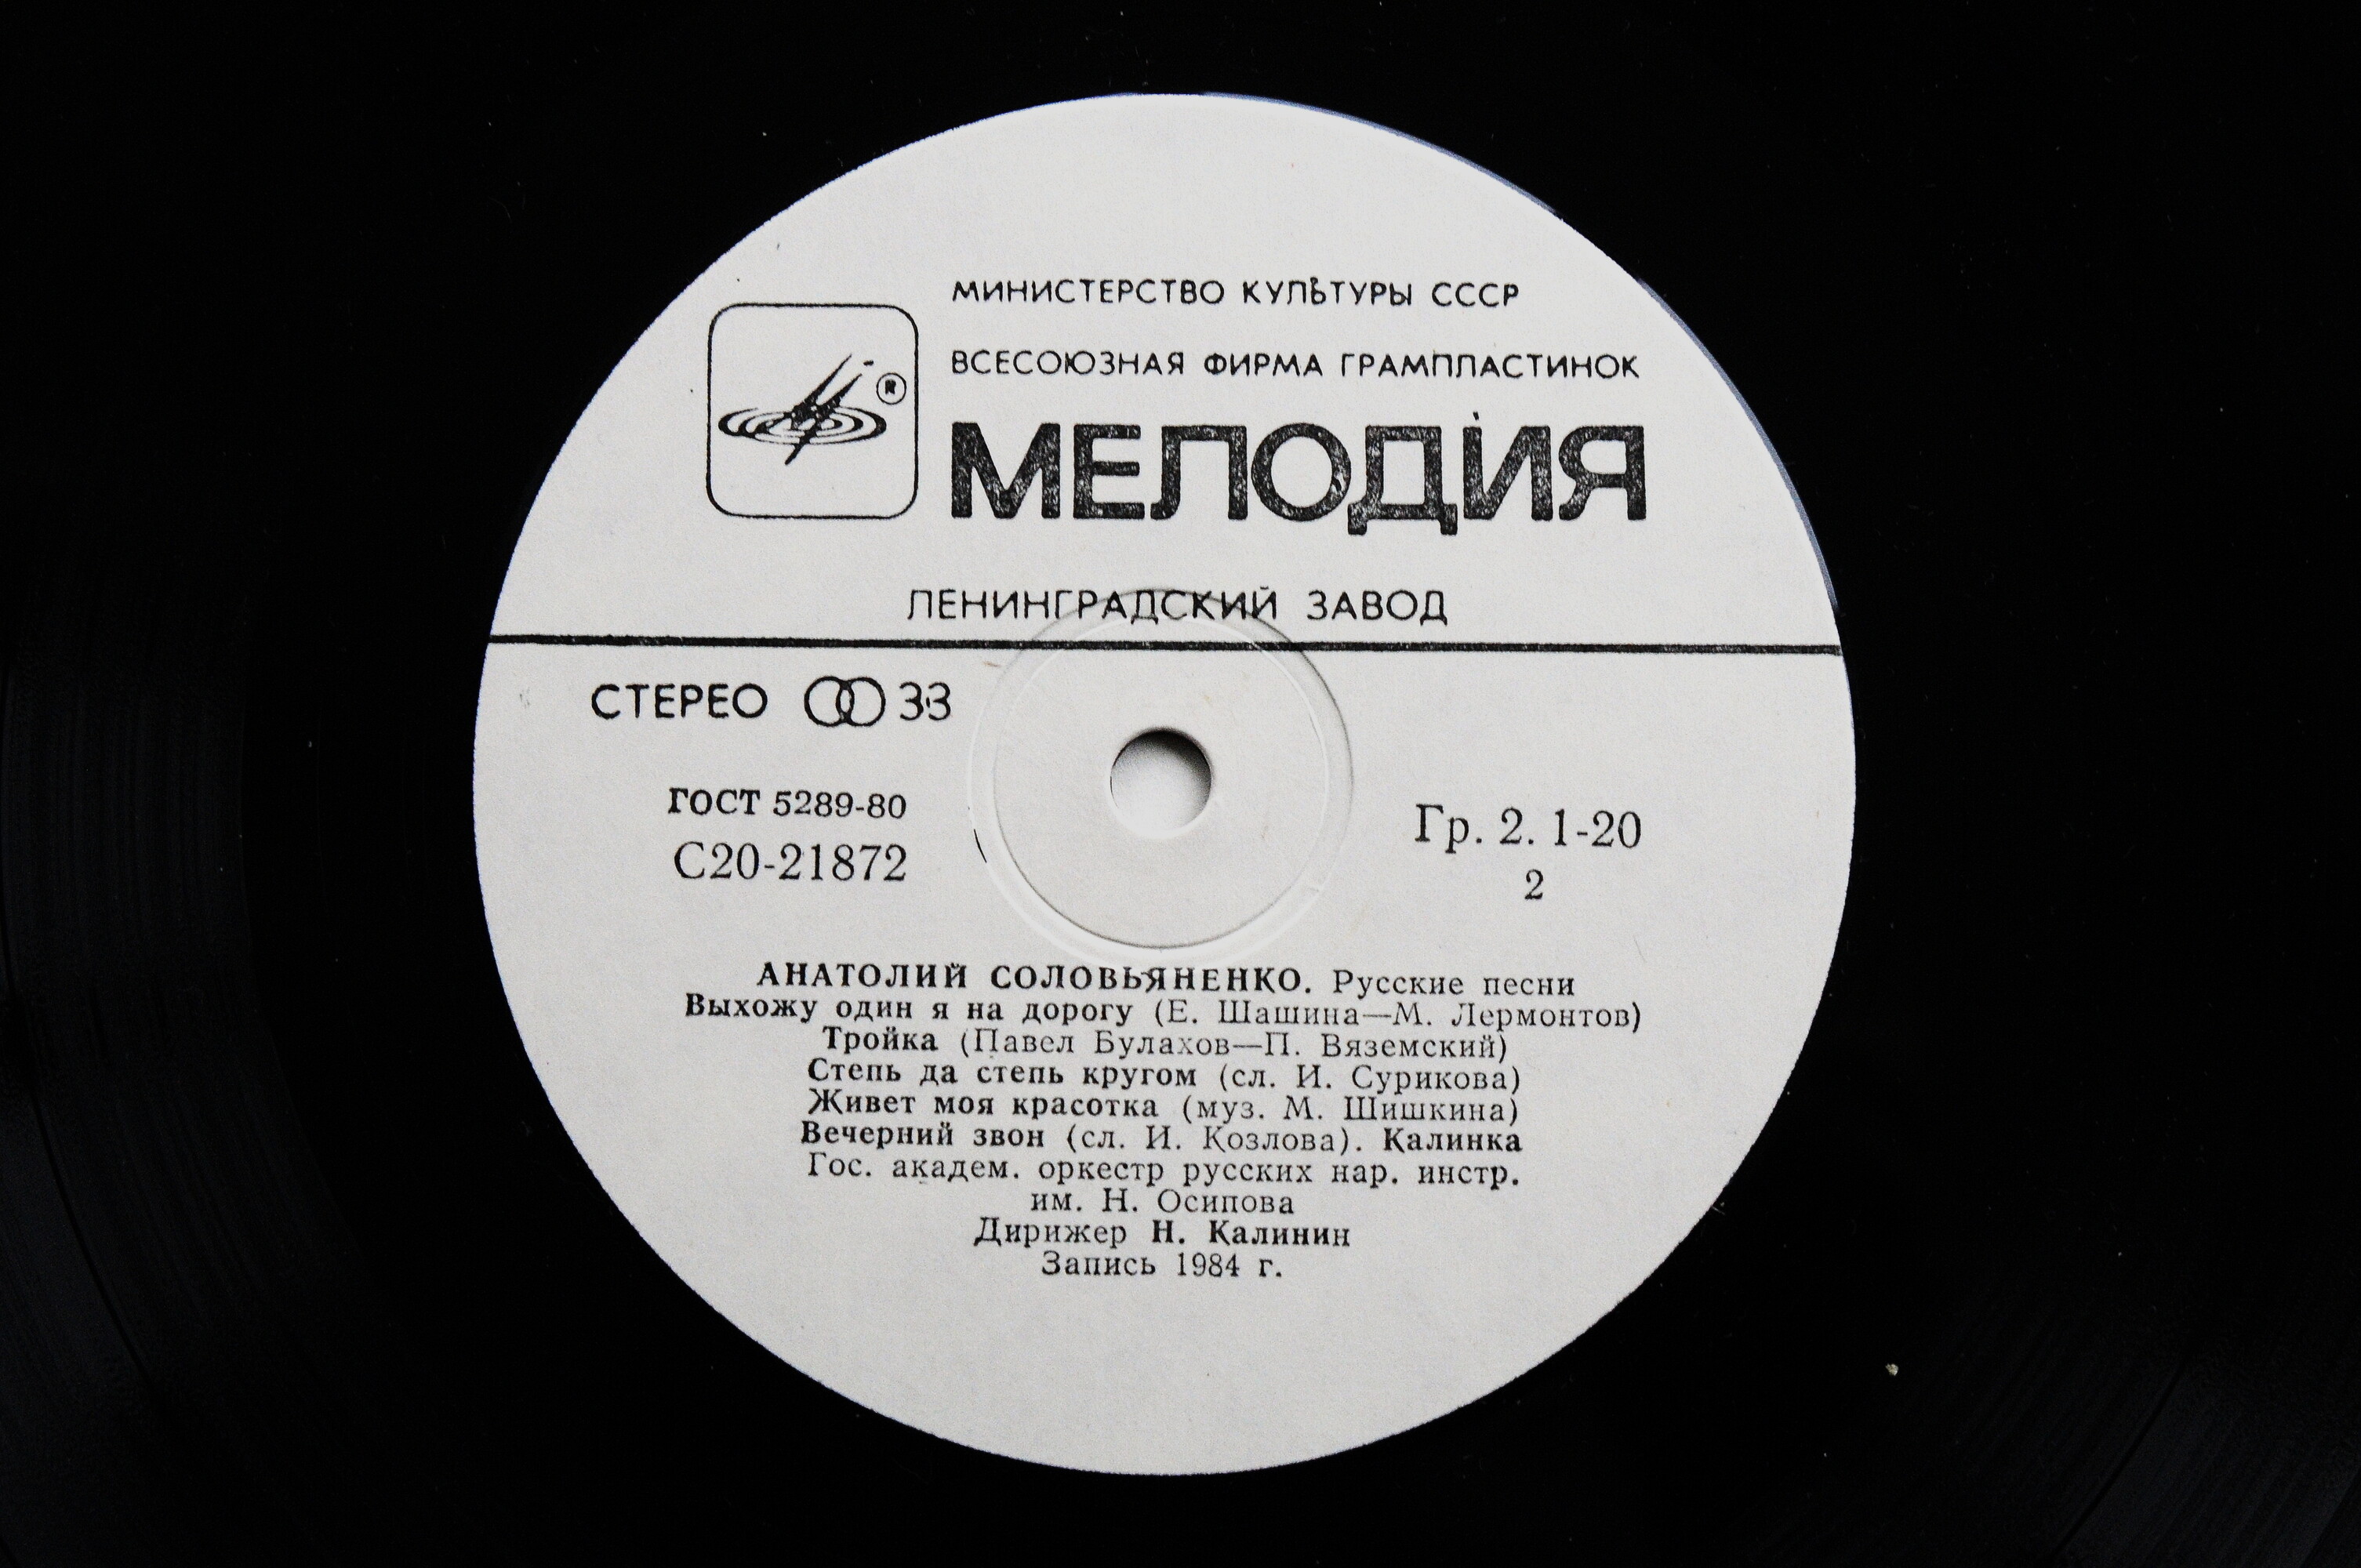 МИНИСТЕРСТВО КУЛЬТУРЫ СССР
ВСЕСОЮЗНАЯ ФИРМА ГРАМПЛАСТИНОК
®
МЕЛОДИЯ
ЛЕНИНГРАДСКИЙ ЗАВОД
СТЕРЕО 33
ГОСТ 5289-80
С20-21872
Гр. 2. 1-20
2
АНАТОЛИЙ СОЛОВЬЯНЕНКО. Русские песни
Выхожу один я на дорогу (Е. Шашина—М. Лермонтов)
Тройка (Павел Булахов—П. Вяземский)
Степь да степь кругом (сл. И. Сурикова)
Живет моя красотка (муз. М. Шишкина)
Вечерний звон (сл. И. Козлова). Калинка
Гос. академ. оркестр русских нар. инстр.
им. Н. Осипова
Дирижер Н. Калинин
Запись 1984 г.